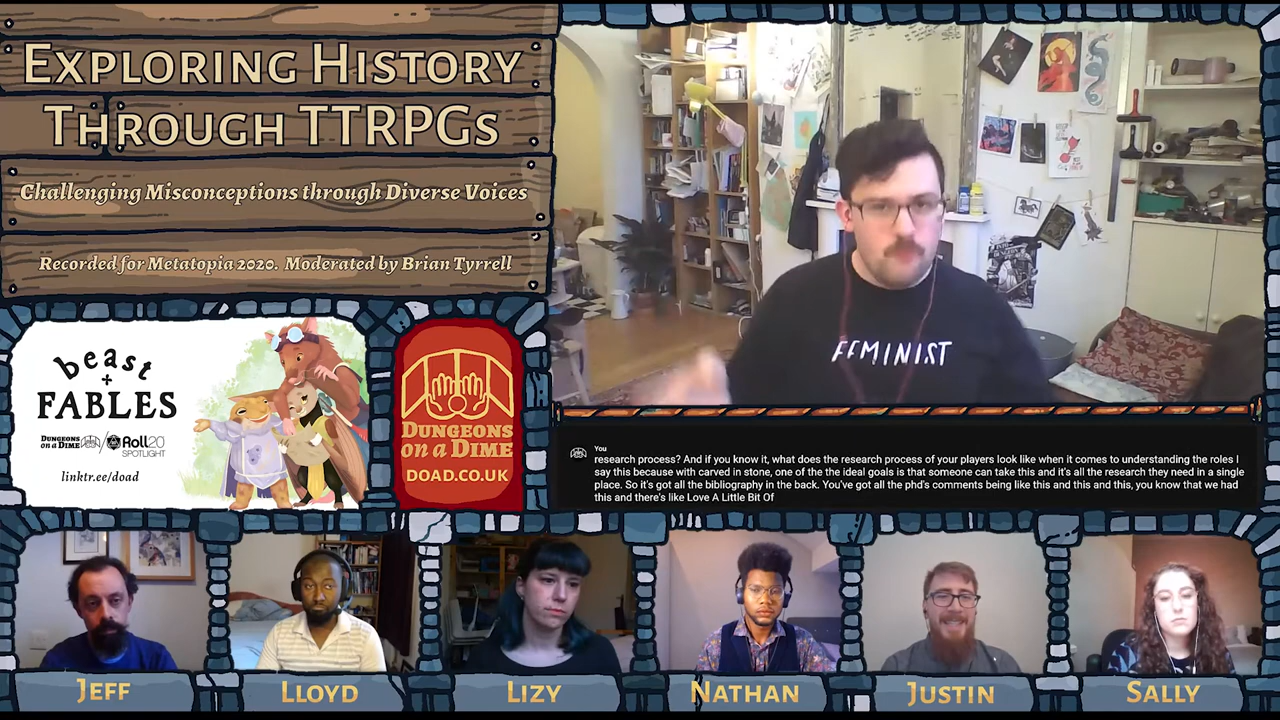 EXPLORING HISTORY
THROUGH TTRPGS
Challenging Misconceptions through Diverse Voices
Recorded for Metatopia 2020. Moderated by Brian Tyrrell
beast
+
FABLES
DUNGEONS
on a DIME
Roll20
SPOTLIGHT
linktr.ee/doad
DUNGEONS
on a DIME
DOAD.CO.UK
FEMINIST
You
research process? And if you know it, what does the research process of your players look like when it comes to understanding the roles I
say this because with carved in stone, one of the the ideal goals is that someone can take this and it's all the research they need in a single
place. So it's got all the bibliography in the back. You've got all the phd's comments being like this and this and this, you know that we had
this and there's like Love A Little Bit Of
JEFF
LLOYD
LIZY
NATHAN
JUSTIN
SALLY